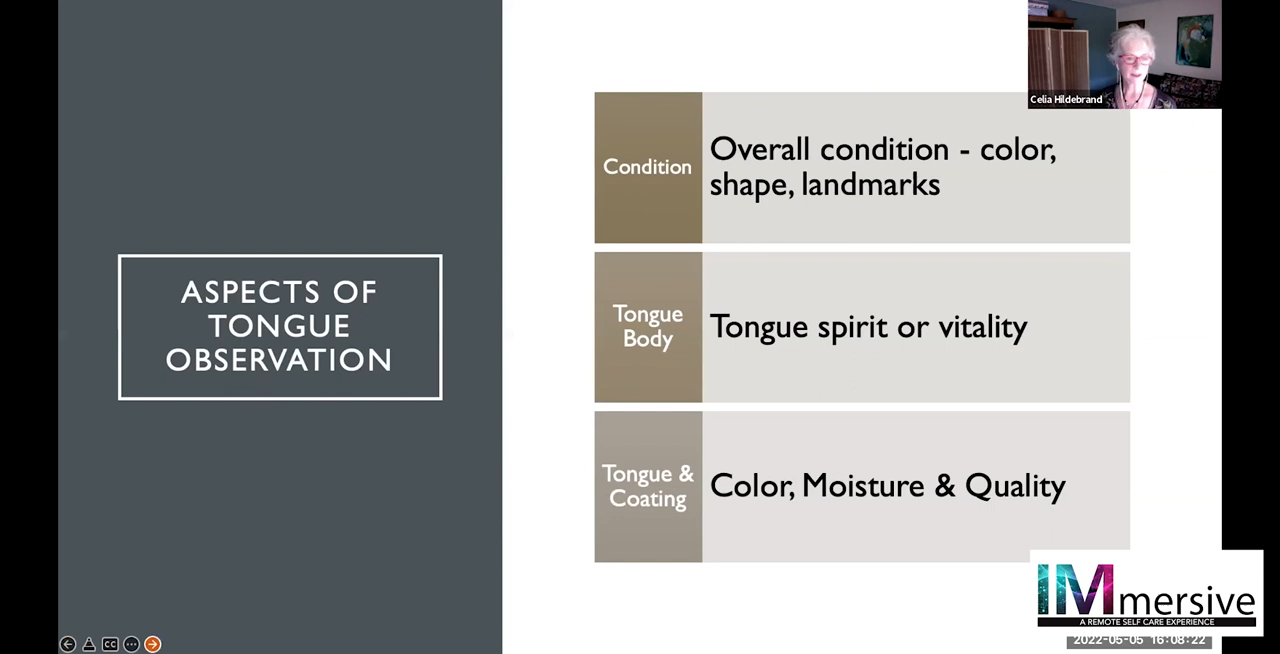 Celia Hildebrand
ASPECTS OF
TONGUE
OBSERVATION
Condition
Overall condition - color,
shape, landmarks
Tongue
Body
Tongue spirit or vitality
Tongue &
Coating
Color, Moisture & Quality
IMmersive
A REMOTE SELF CARE EXPERIENCE
2022-05-05 16:08:22
CC